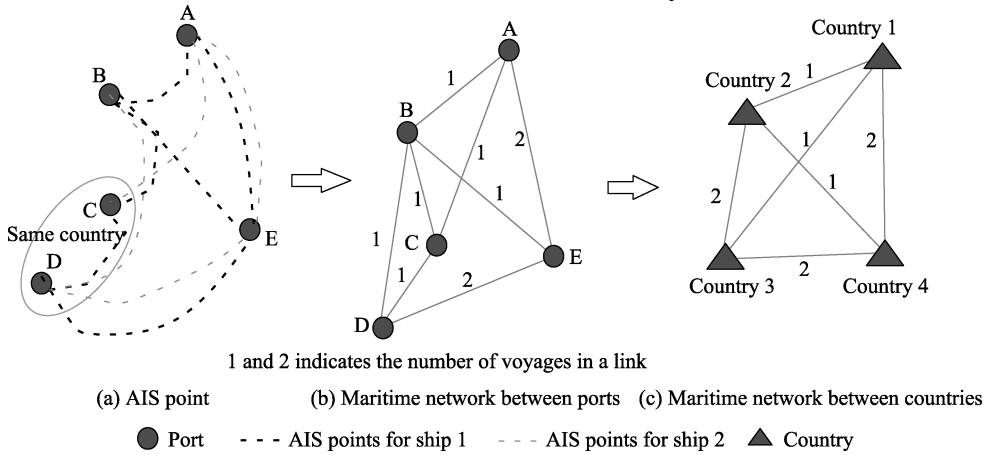 A
B
C
Same country
D
E
A
B
C
D
E
1
1
2
1
1
1
1
2
Country 1
Country 2
Country 3
Country 4
1
1
2
1
2
2
1 and 2 indicates the number of voyages in a link
(a) AIS point
(b) Maritime network between ports
(c) Maritime network between countries
Port
AIS points for ship 1
AIS points for ship 2
Country